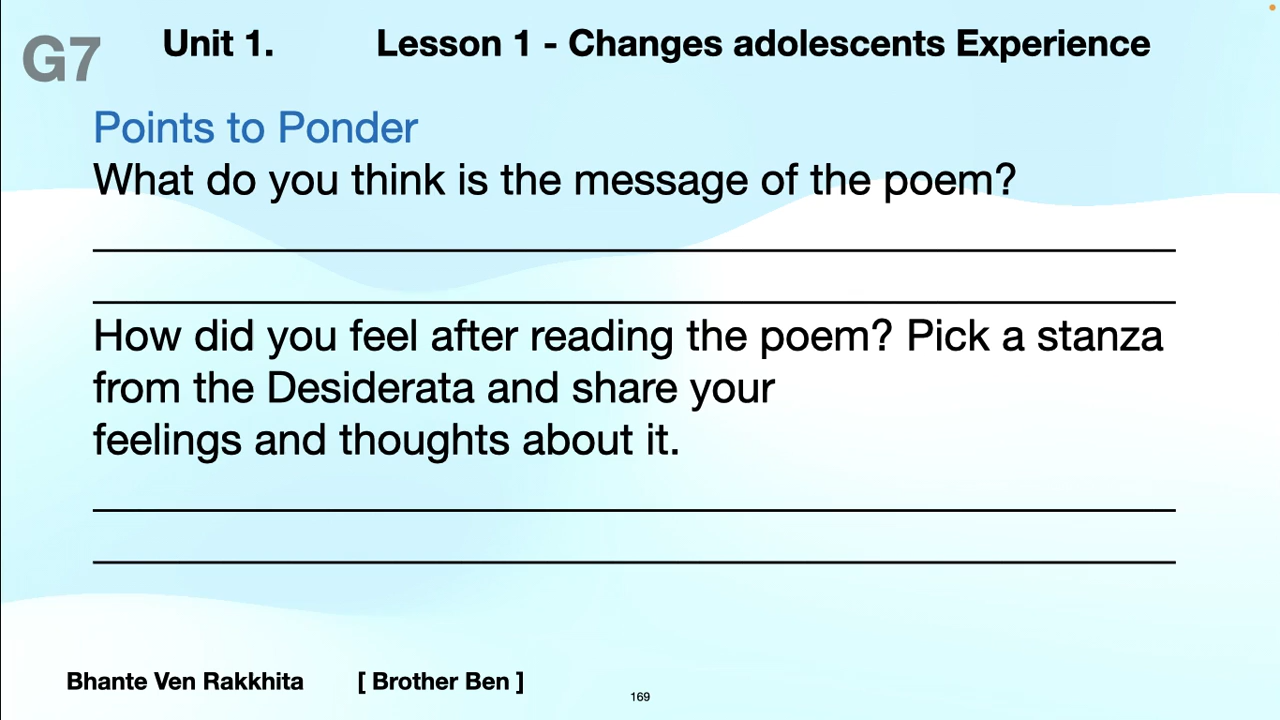 G7 Unit 1. Lesson 1 - Changes adolescents Experience
Points to Ponder
What do you think is the message of the poem?
How did you feel after reading the poem? Pick a stanza
from the Desiderata and share your
feelings and thoughts about it.
Bhante Ven Rakkhita [ Brother Ben ]
169